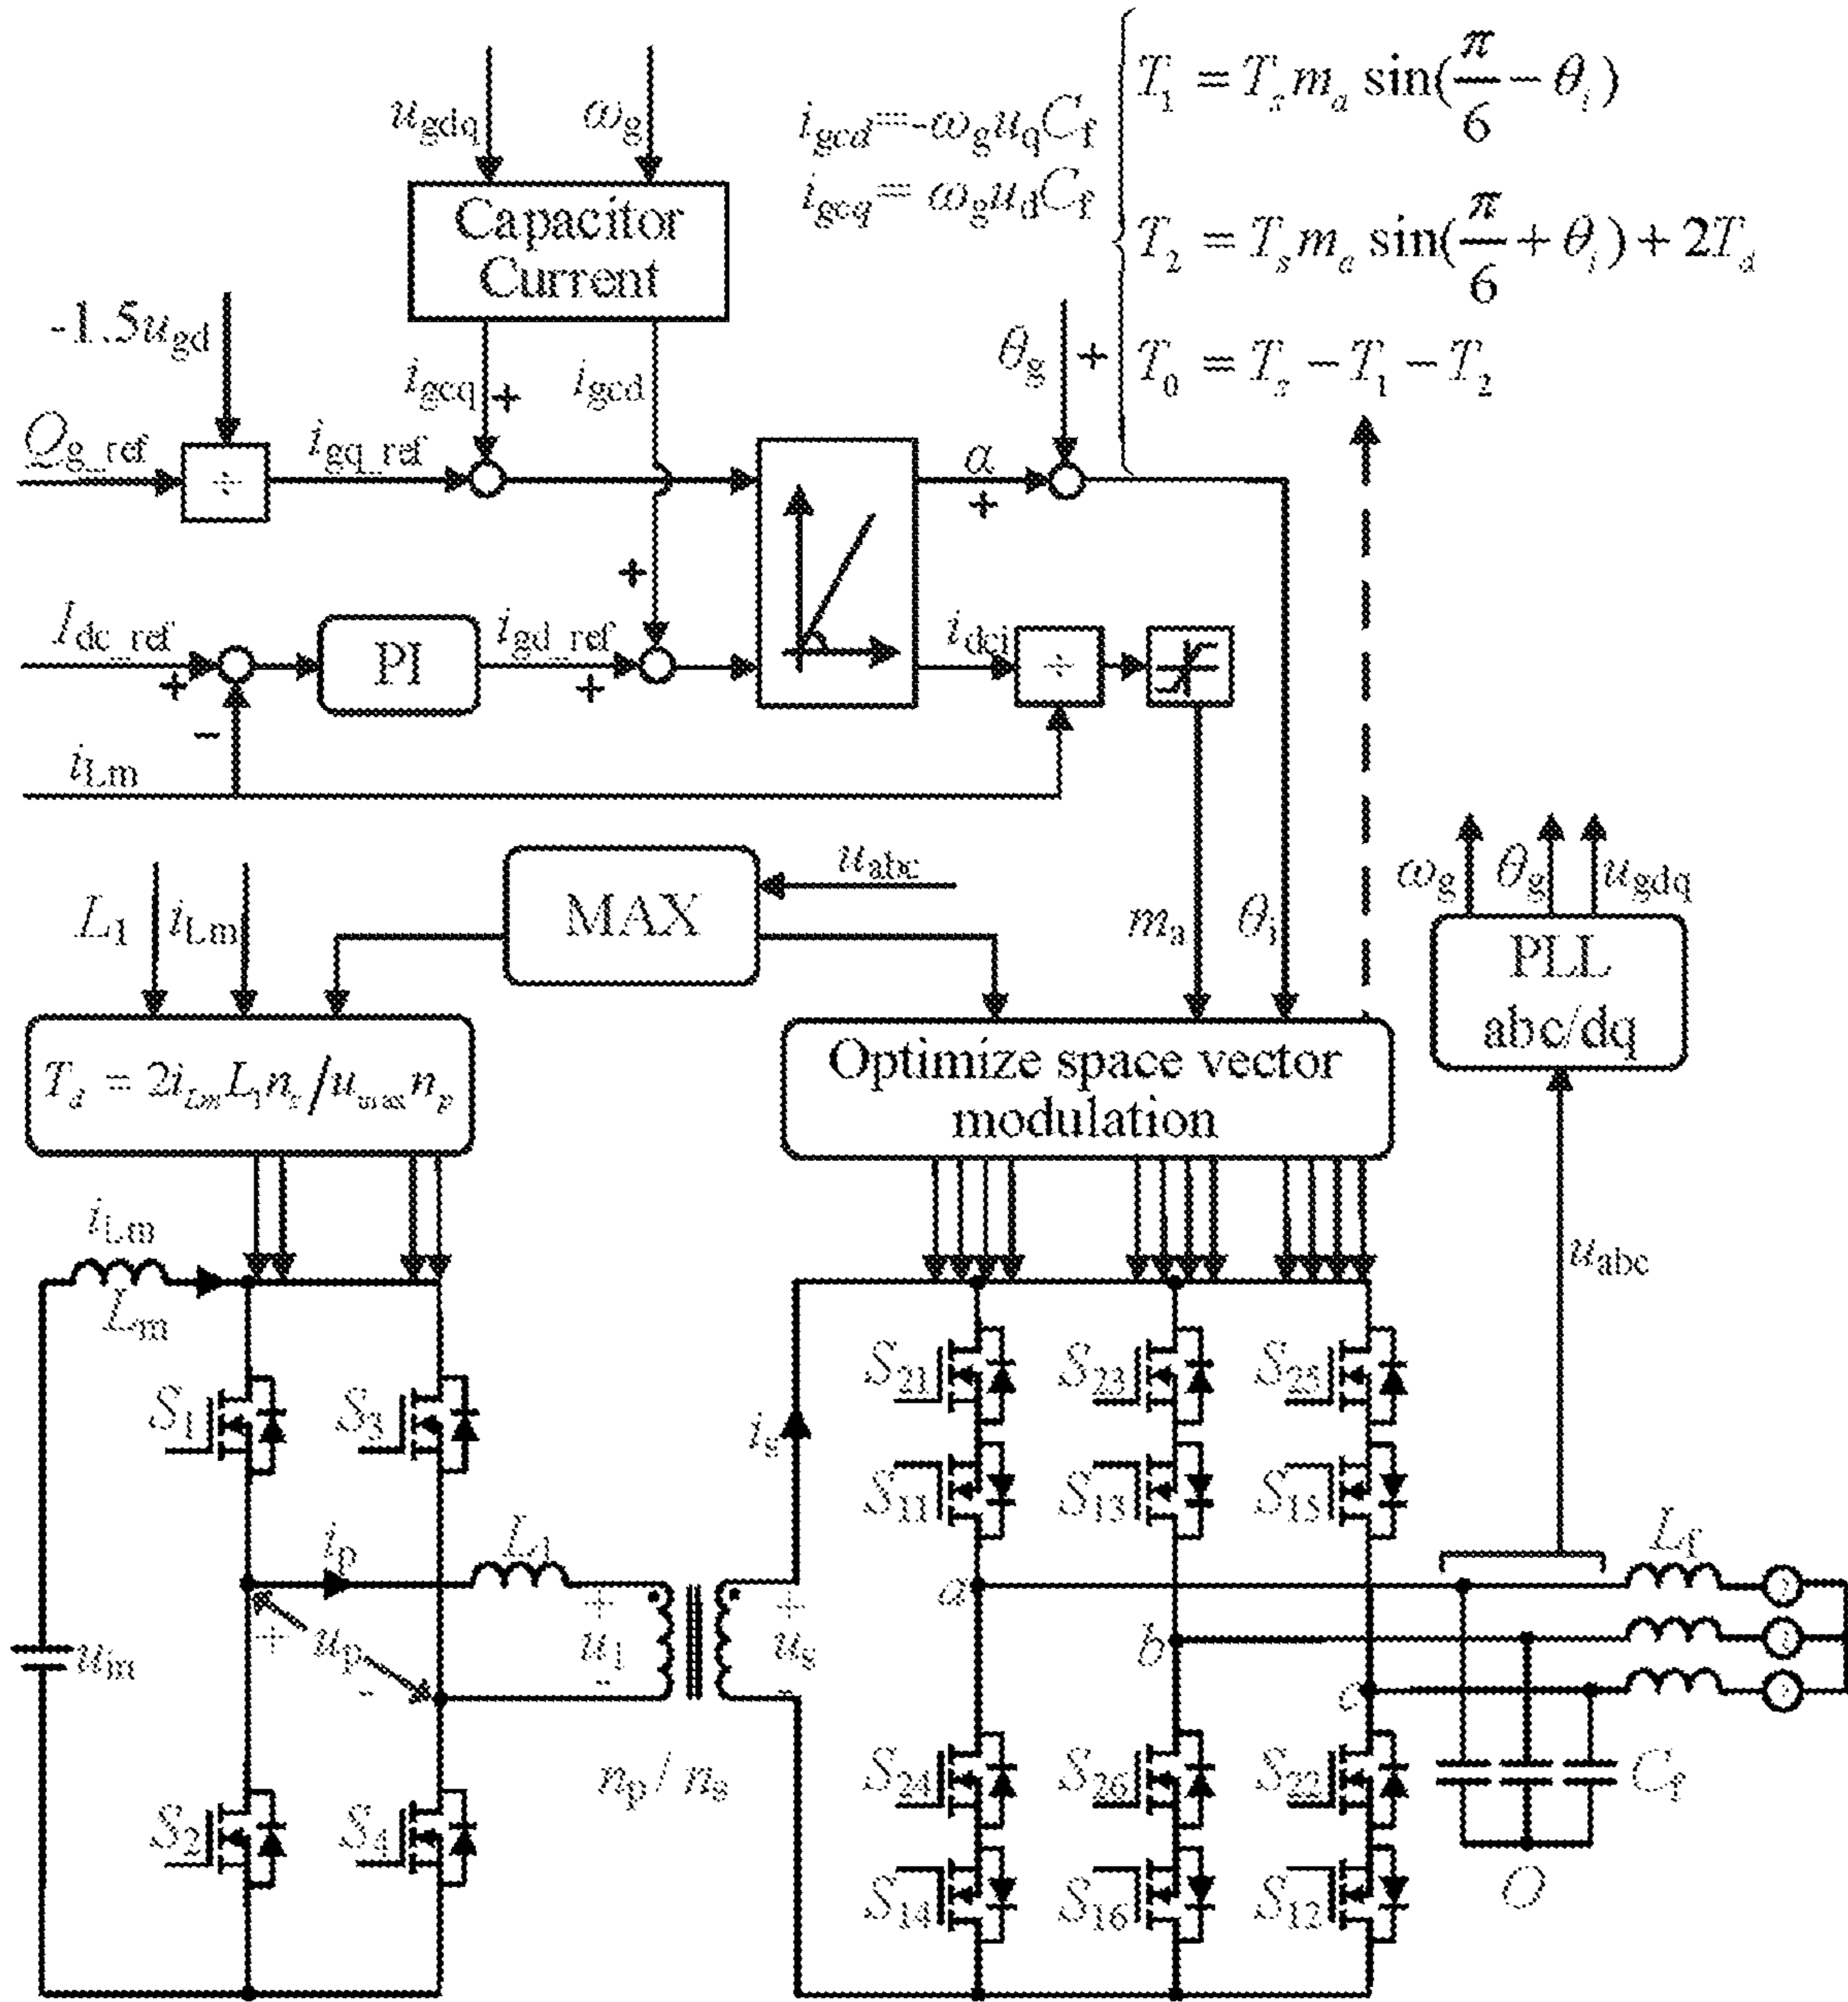 u_gdq
ω_g
i_gcd=-ω_g u_q C_f
i_gcq= ω_g u_d C_f
T_1 = T_s m_a sin(π/6 − θ_i)
T_2 = T_s m_a sin(π/6 + θ_i) + 2T_d
T_0 = T_s − T_1 − T_2
Capacitor
Current
-1.5u_gd
i_gcq
+
i_gcd
θ_g
+
Q_g_ref
÷
i_gq_ref
α
+
+
I_dc_ref
+
−
PI
i_gd_ref
+
i_dci
÷
i_Lm
L_1
i_Lm
MAX
u_abc
m_a
θ_i
ω_g
θ_g
u_gdq
PLL
abc/dq
T_d = 2i_Lm L_1 n_s/u_max n_p
Optimize space vector
modulation
i_Lm
L_m
u_abc
S_1
S_3
S_21
S_23
S_25
i_s
S_11
S_13
S_15
i_p
L_1
L_f
a
+
u_1
-
+
u_s
-
b
u_in
+
u_p
-
c
n_p / n_s
S_24
S_26
S_22
C_f
S_2
S_4
S_14
S_16
S_12
O